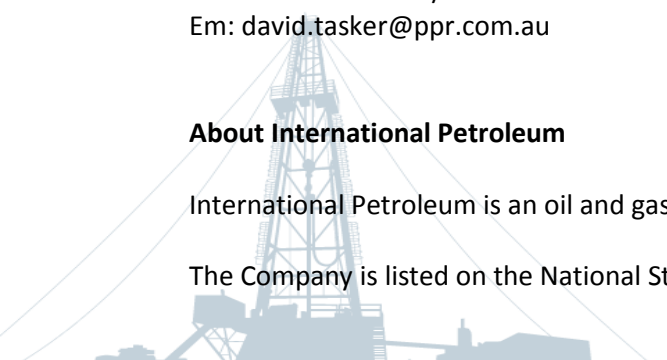 Em: david.tasker@ppr.com.au
About International Petroleum
International Petroleum is an oil and gas
The Company is listed on the National